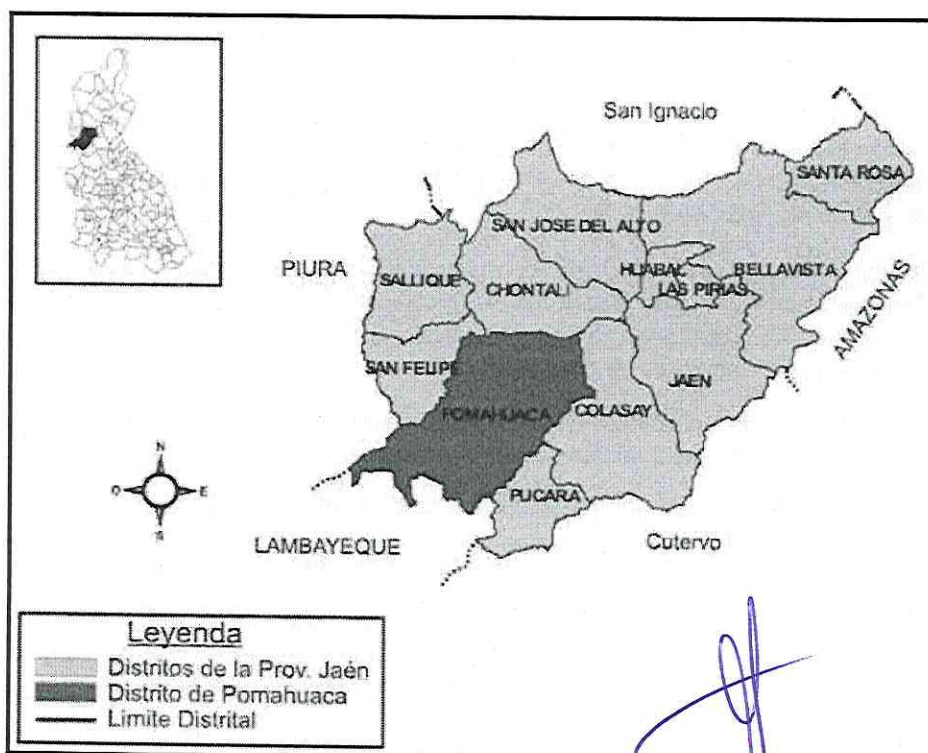 San Ignacio
SANTA ROSA
SAN JOSE DEL ALTO
PIURA
HUABAL
BELLAVISTA
SALLIQUE
CHONTALI
LAS PIRIAS
AMAZONAS
SAN FELIPE
JAEN
POMAHUACA
COLASAY
N
O
E
S
PUCARA
LAMBAYEQUE
Cutervo
Leyenda
Distritos de la Prov. Jaén
Distrito de Pomahuaca
Limite Distrital